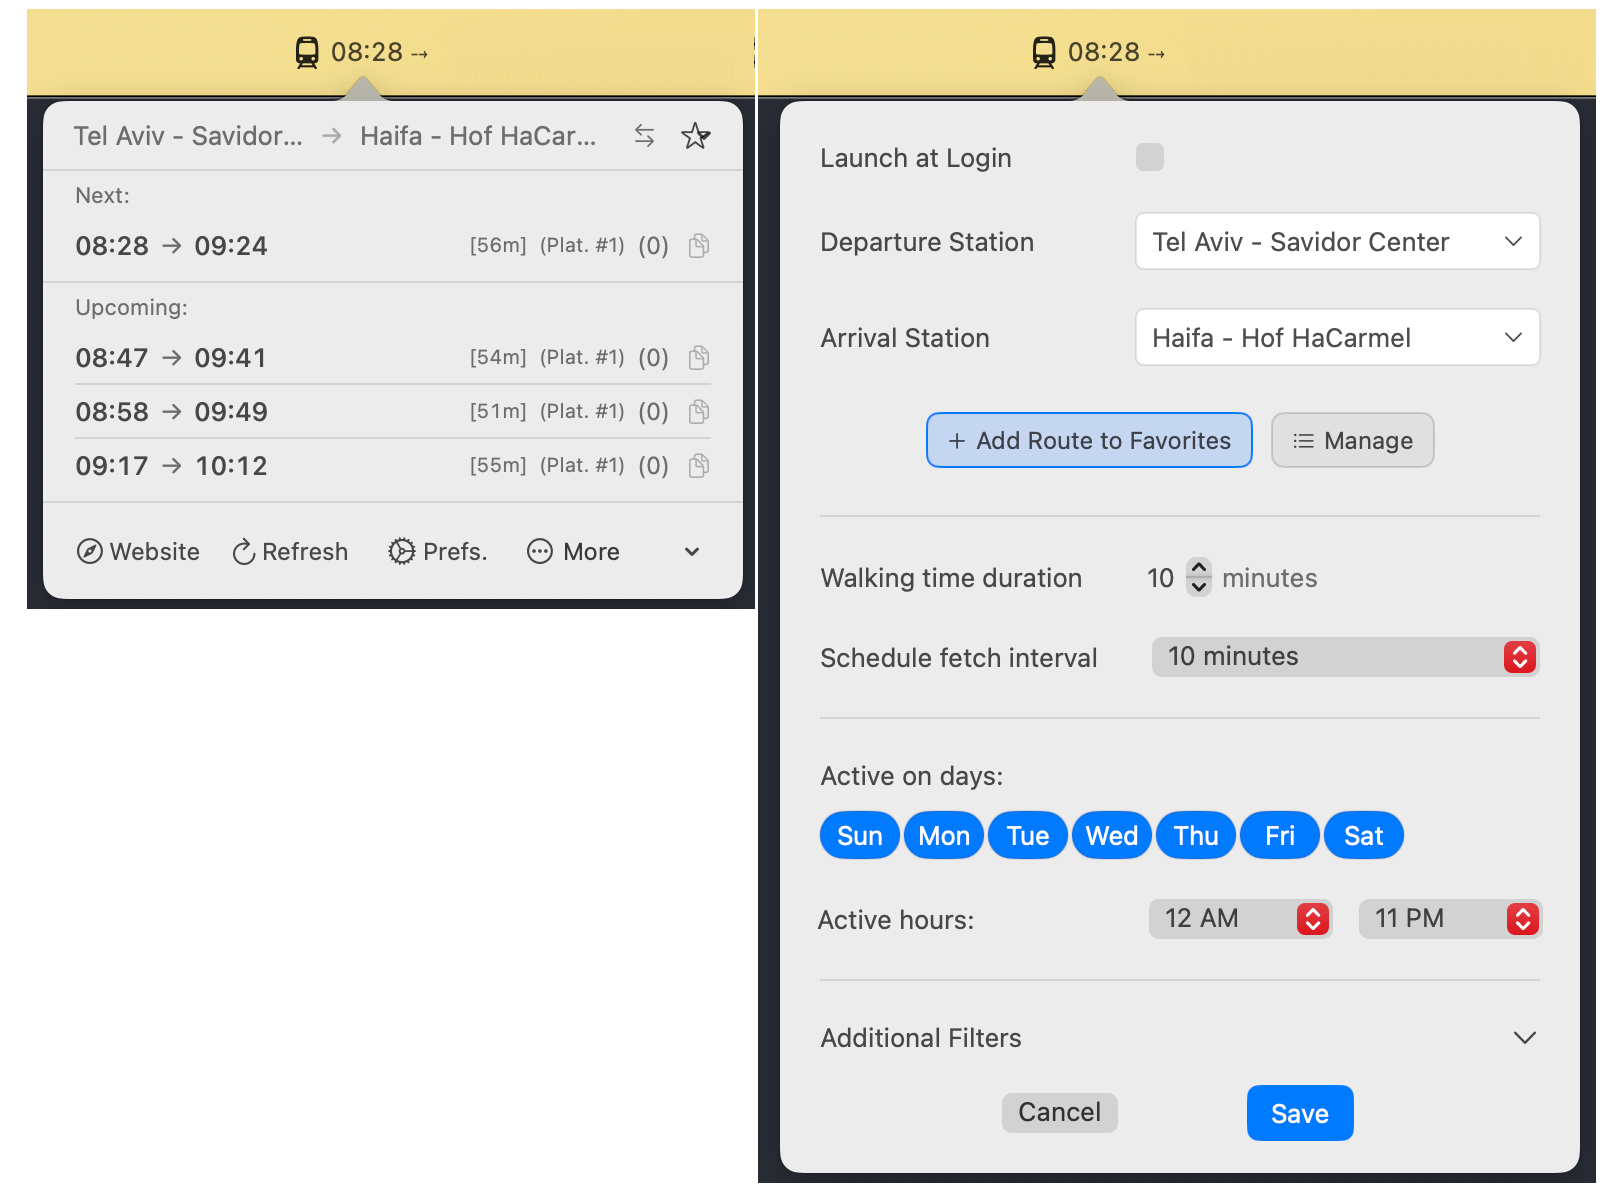 08:28 →
Tel Aviv - Savidor... → Haifa - Hof HaCar...
Next:
08:28 → 09:24 [56m] (Plat. #1) (0)
Upcoming:
08:47 → 09:41 [54m] (Plat. #1) (0)
08:58 → 09:49 [51m] (Plat. #1) (0)
09:17 → 10:12 [55m] (Plat. #1) (0)
Website Refresh Prefs. More
08:28 →
Launch at Login
Departure Station Tel Aviv - Savidor Center
Arrival Station Haifa - Hof HaCarmel
+ Add Route to Favorites Manage
Walking time duration 10 minutes
Schedule fetch interval 10 minutes
Active on days:
Sun Mon Tue Wed Thu Fri Sat
Active hours: 12 AM 11 PM
Additional Filters
Cancel Save